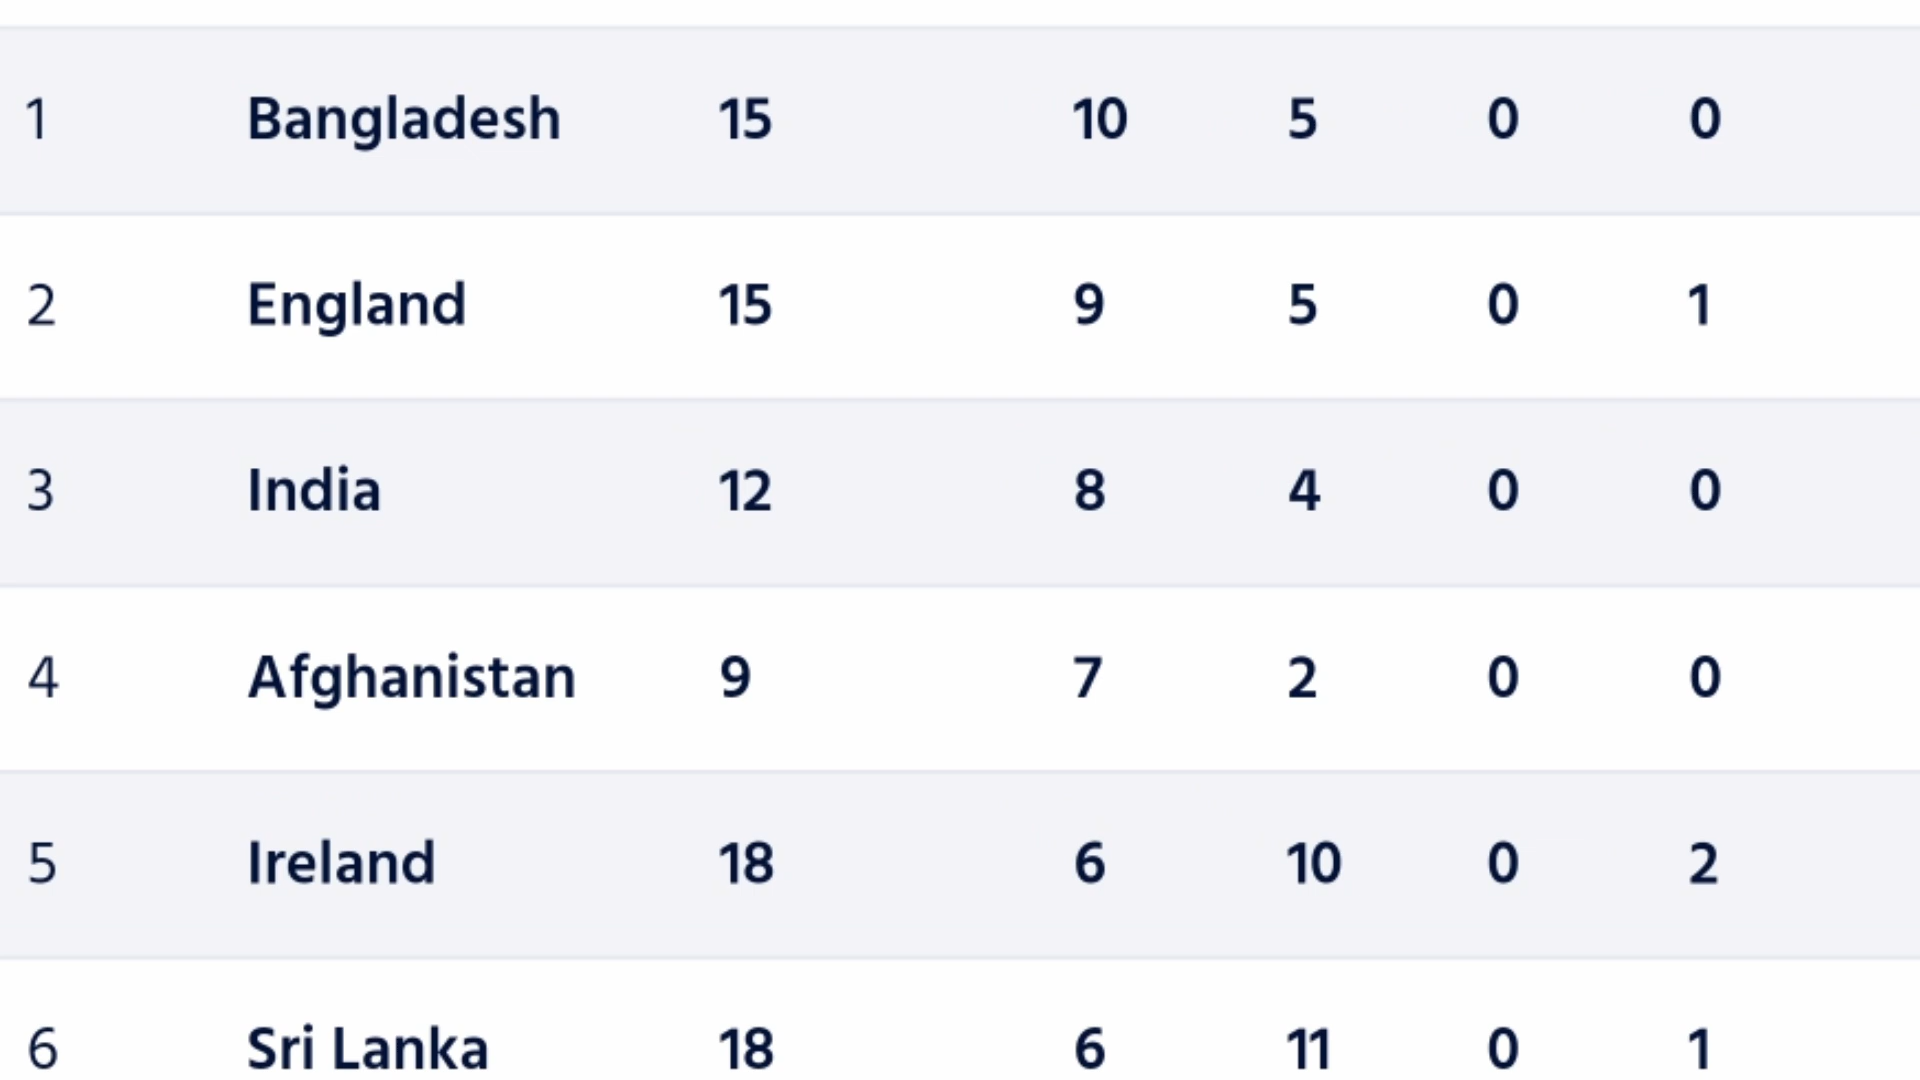 1 Bangladesh 15 10 5 0 0
2 England 15 9 5 0 1
3 India 12 8 4 0 0
4 Afghanistan 9 7 2 0 0
5 Ireland 18 6 10 0 2
6 Sri Lanka 18 6 11 0 1